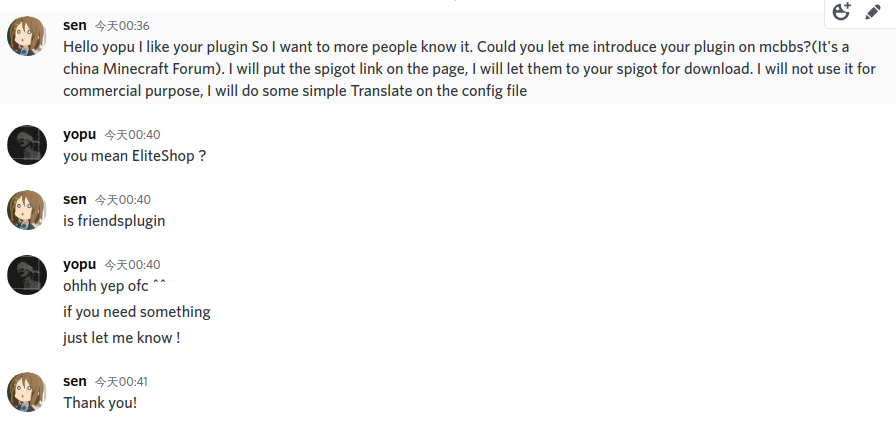 sen 今天00:36
Hello yopu I like your plugin So I want to more people know it. Could you let me introduce your plugin on mcbbs?(It's a
china Minecraft Forum). I will put the spigot link on the page, I will let them to your spigot for download. I will not use it for
commercial purpose, I will do some simple Translate on the config file
yopu 今天00:40
you mean EliteShop ?
sen 今天00:40
is friendsplugin
yopu 今天00:40
ohhh yep ofc ^^
if you need something
just let me know !
sen 今天00:41
Thank you!